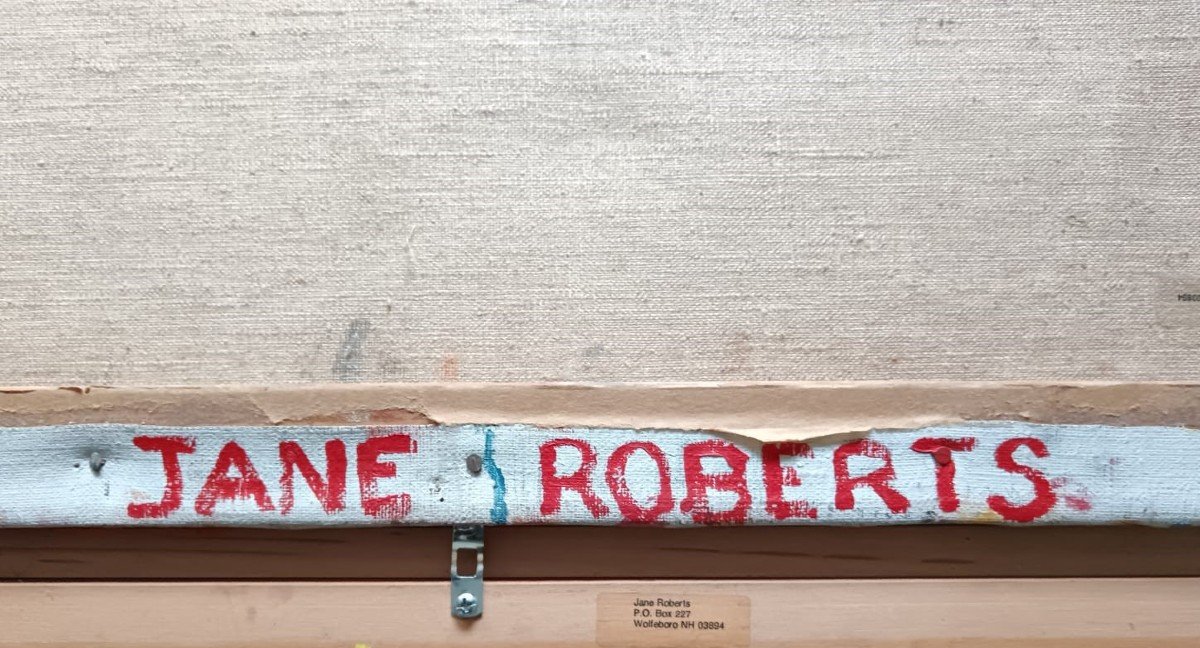 JANE ROBERTS
Jane Roberts
P.O. Box 227
Wolfeboro NH 03894